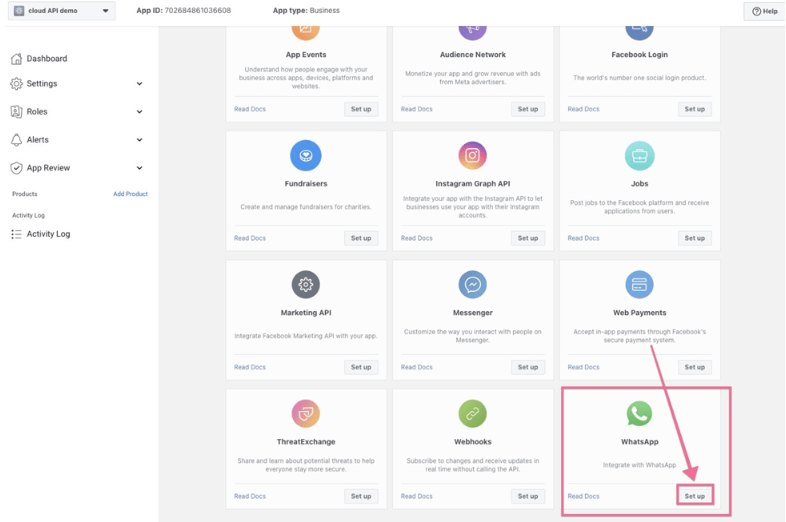 cloud API demo
App ID: 702684861036608
App type: Business
Help
Dashboard
Settings
Roles
Alerts
App Review
Products
Add Product
Activity Log
Activity Log
App Events
Understand how people engage with your
business across apps, devices, platforms and
websites.
Read Docs
Set up
Audience Network
Monetize your app and grow revenue with ads
from Meta advertisers.
Read Docs
Set up
Facebook Login
The world's number one social login product.
Read Docs
Set up
Fundraisers
Create and manage fundraisers for charities.
Read Docs
Set up
Instagram Graph API
Integrate your app with the Instagram API to let
businesses use your app with their Instagram
accounts.
Read Docs
Set up
Jobs
Post jobs to the Facebook platform and receive
applications from users.
Read Docs
Set up
Marketing API
Integrate Facebook Marketing API with your app.
Read Docs
Set up
Messenger
Customize the way you interact with people on
Messenger.
Read Docs
Set up
Web Payments
Accept in-app payments through Facebook's
secure payment system.
Read Docs
Set up
ThreatExchange
Share and learn about potential threats to help
everyone stay more secure.
Read Docs
Set up
Webhooks
Subscribe to changes and receive updates in
real time without calling the API.
Read Docs
Set up
WhatsApp
Integrate with WhatsApp
Read Docs
Set up